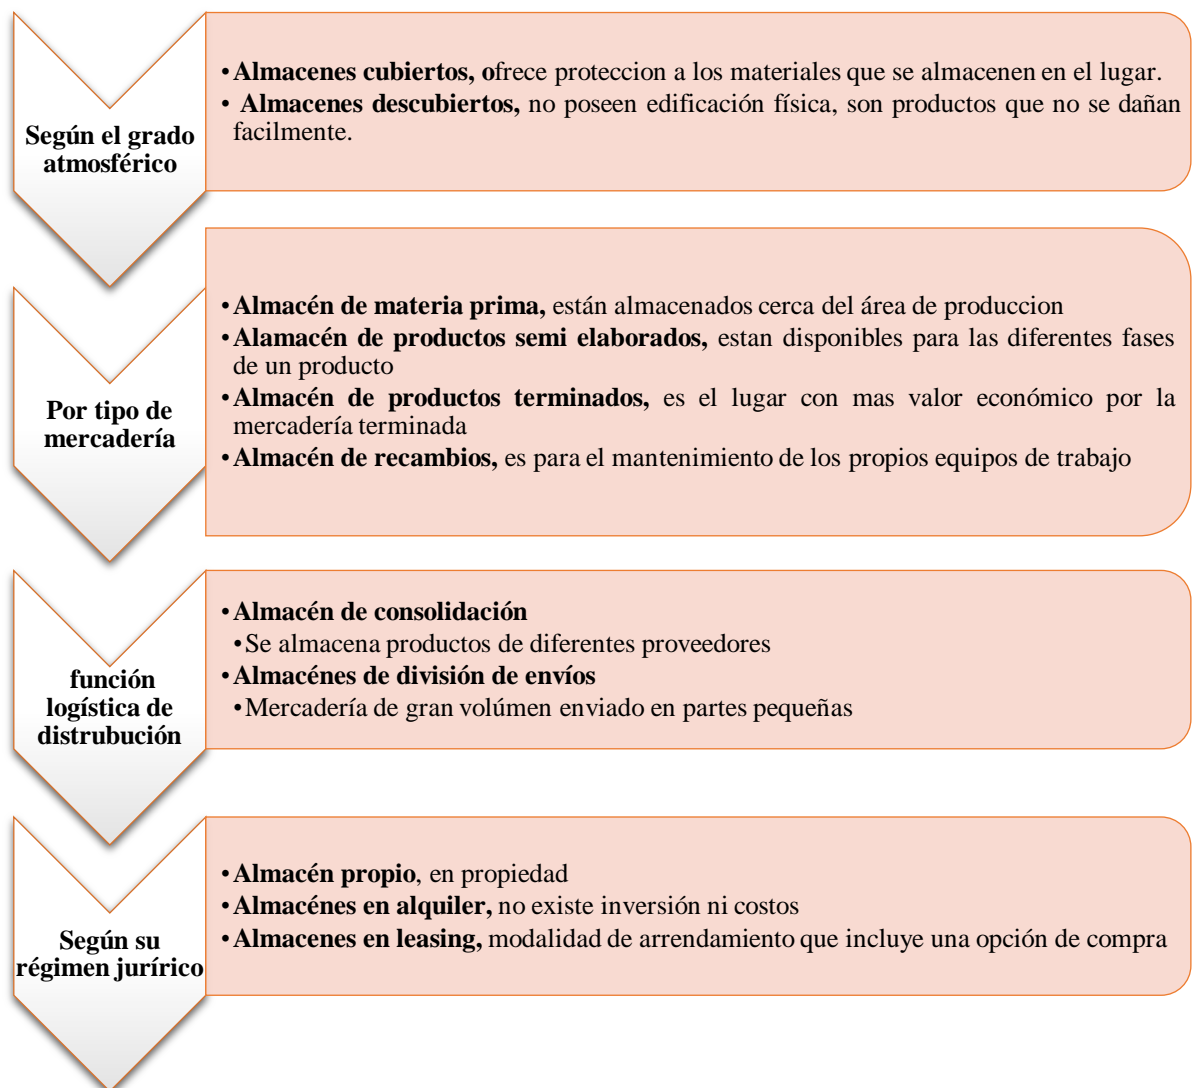 Según el grado
atmosférico
•Almacenes cubiertos, ofrece proteccion a los materiales que se almacenen en el lugar.
• Almacenes descubiertos, no poseen edificación física, son productos que no se dañan
facilmente.
Por tipo de
mercadería
•Almacén de materia prima, están almacenados cerca del área de produccion
•Alamacén de productos semi elaborados, estan disponibles para las diferentes fases
de un producto
•Almacén de productos terminados, es el lugar con mas valor económico por la
mercadería terminada
•Almacén de recambios, es para el mantenimiento de los propios equipos de trabajo
función
logística de
distrubución
•Almacén de consolidación
•Se almacena productos de diferentes proveedores
•Almacénes de división de envíos
•Mercadería de gran volúmen enviado en partes pequeñas
Según su
régimen jurírico
•Almacén propio, en propiedad
•Almacénes en alquiler, no existe inversión ni costos
•Almacenes en leasing, modalidad de arrendamiento que incluye una opción de compra